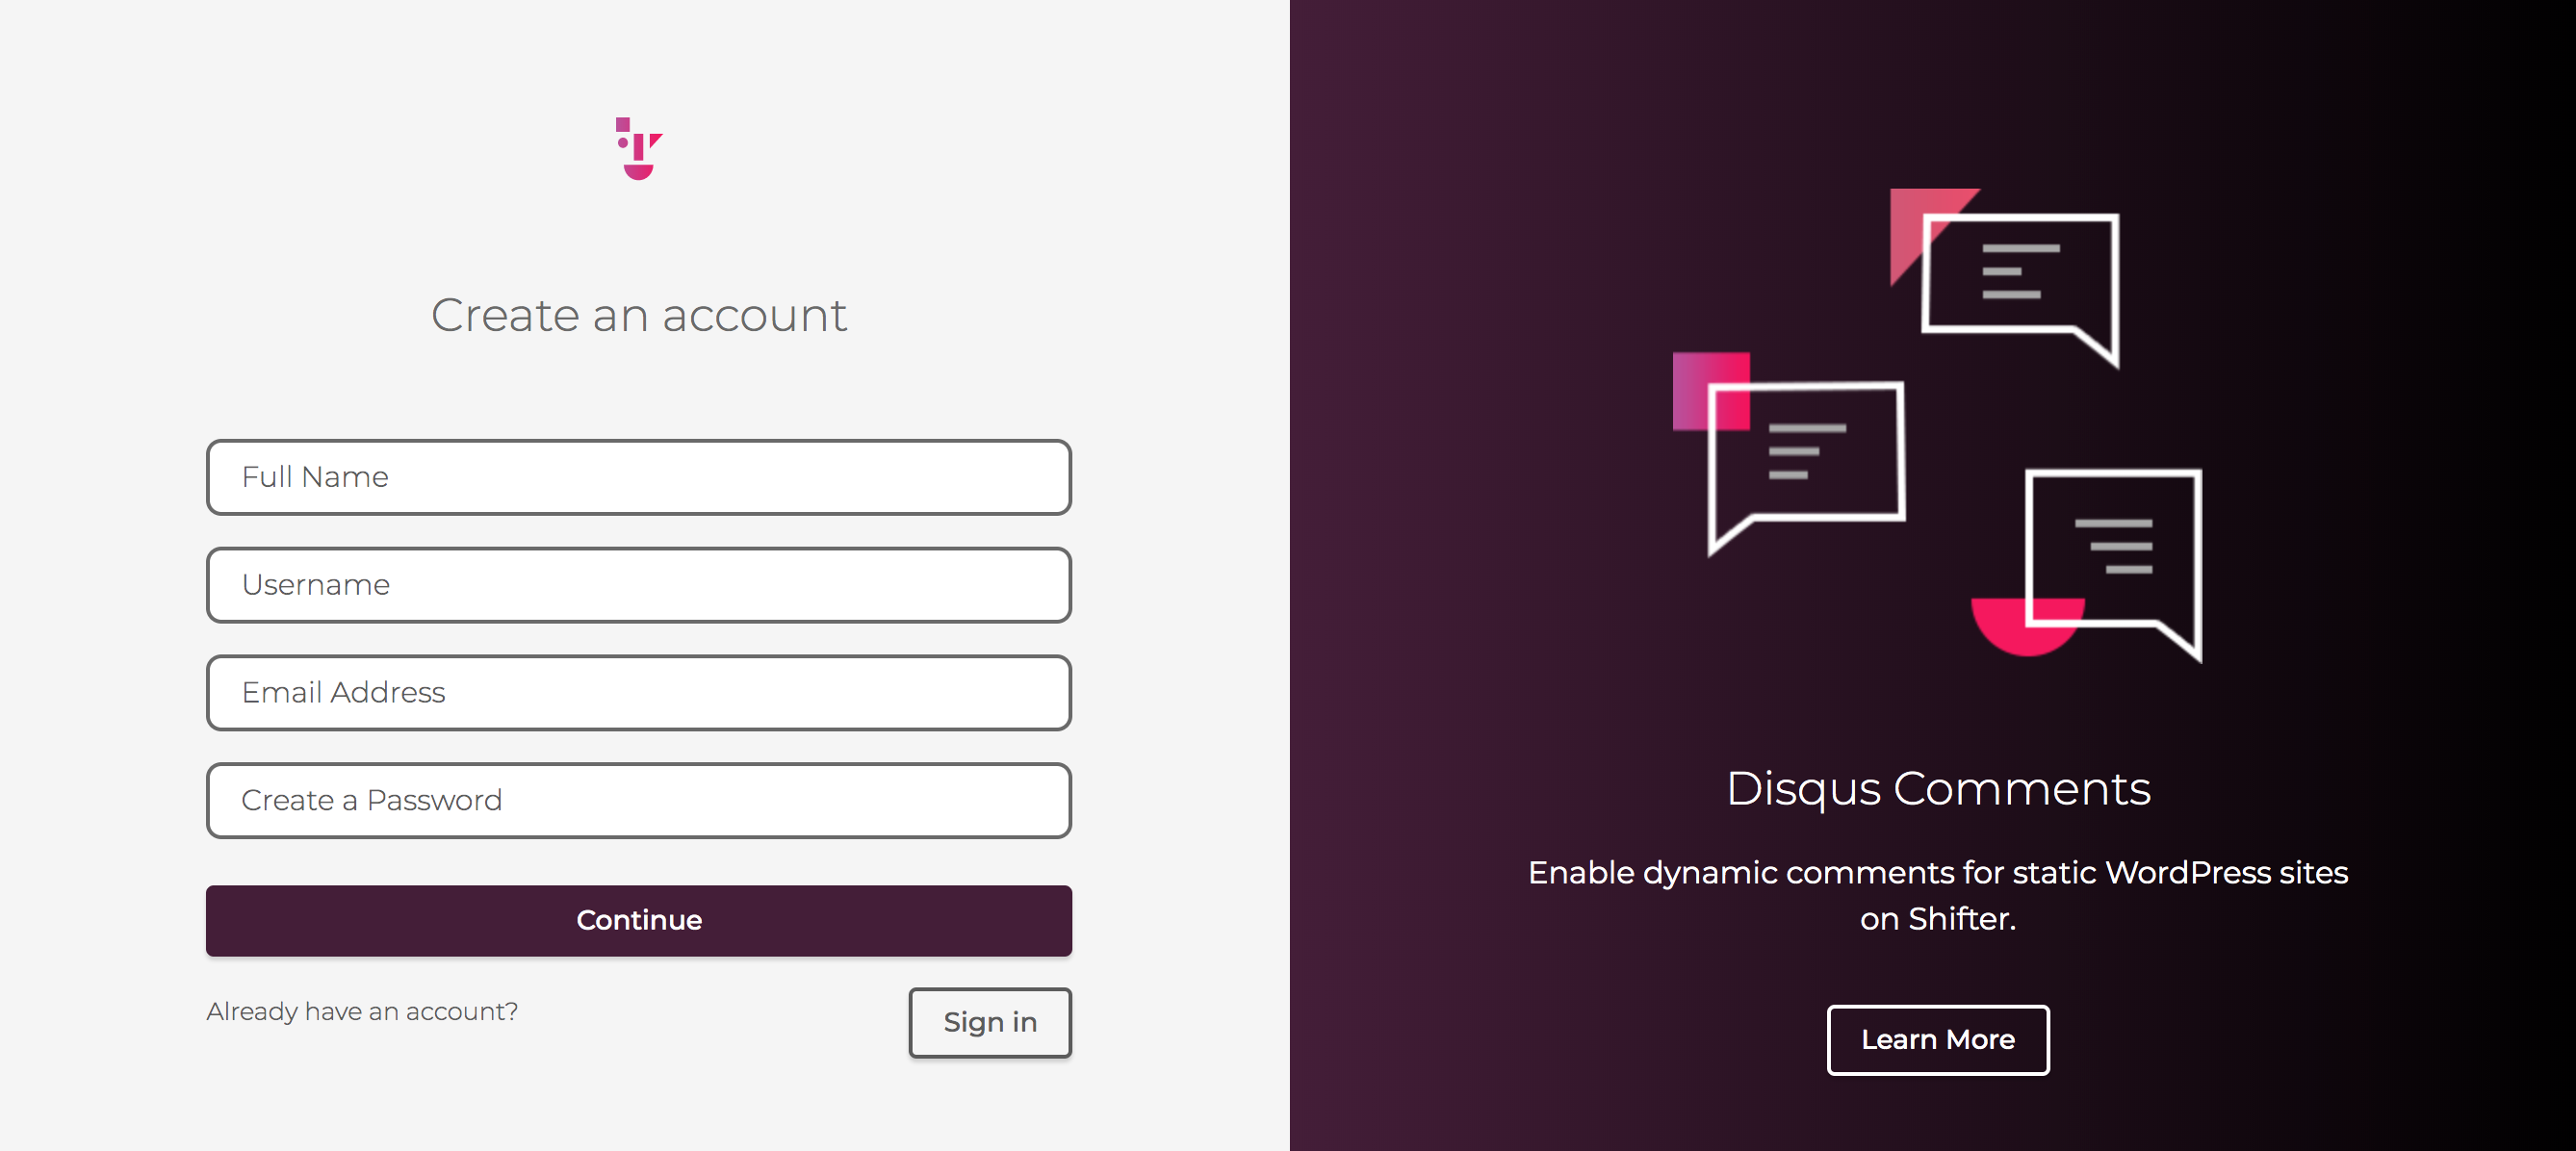 Create an account
Full Name
Username
Email Address
Create a Password
Continue
Already have an account?
Sign in
Disqus Comments
Enable dynamic comments for static WordPress sites
on Shifter.
Learn More